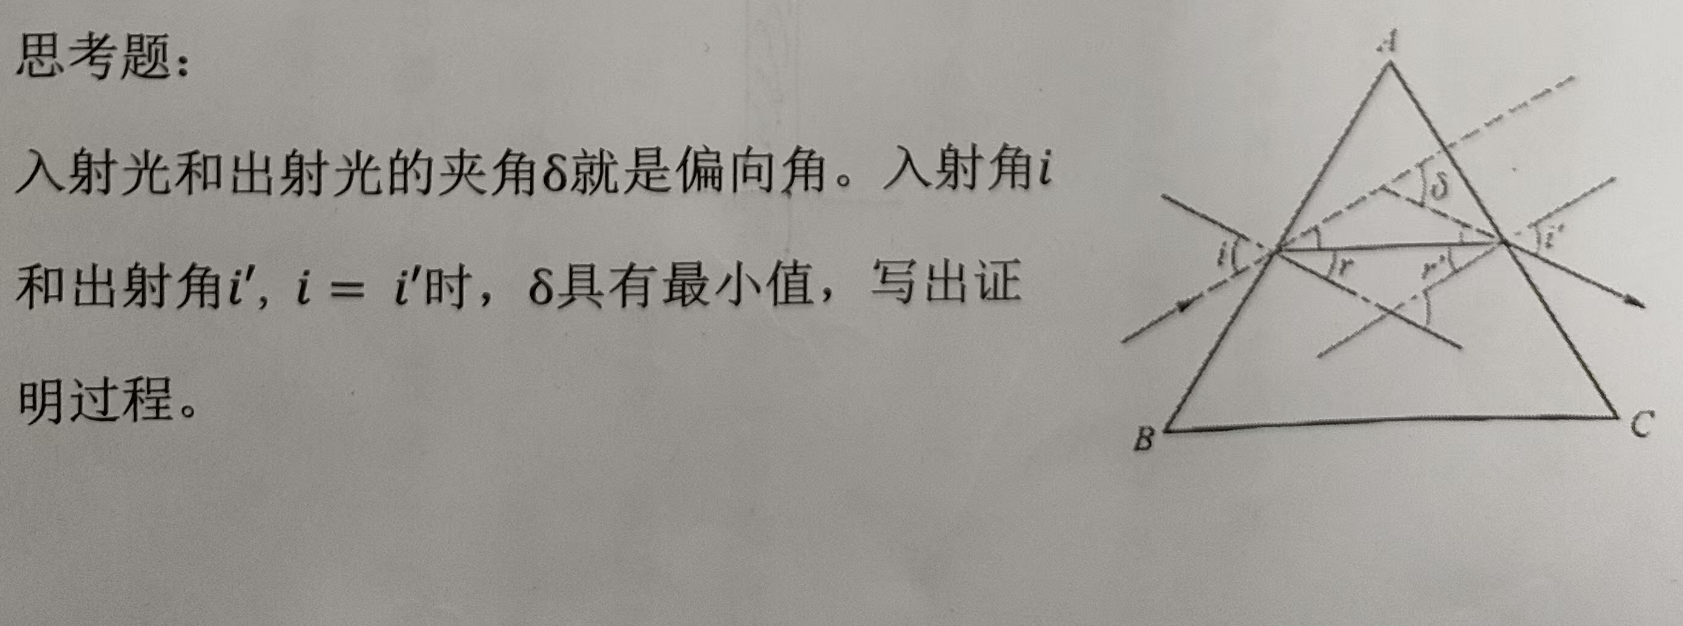 思考题：
入射光和出射光的夹角δ就是偏向角。入射角i
和出射角i′, i = i′时，δ具有最小值，写出证
明过程。
A
δ
i
r
r′
i′
B
C